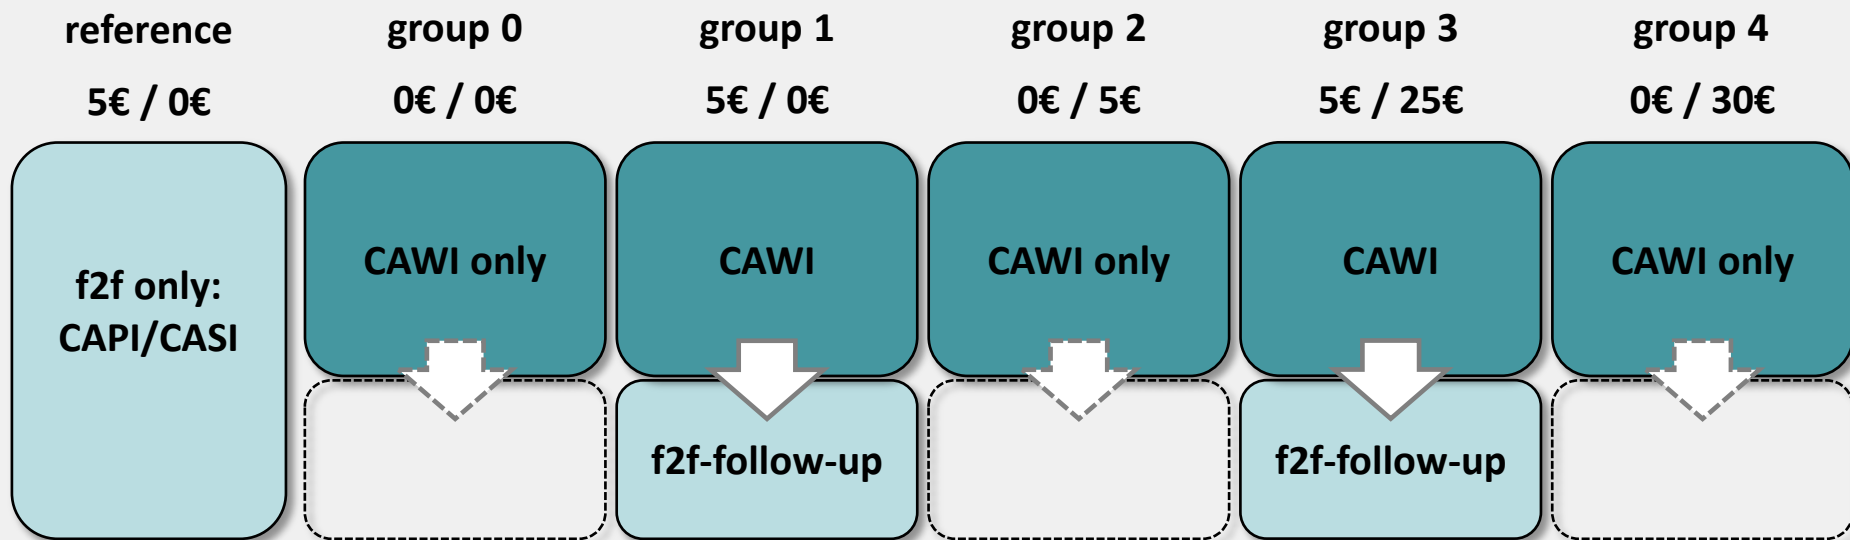 reference
group 0
group 1
group 2
group 3
group 4
5€ / 0€
0€ / 0€
5€ / 0€
0€ / 5€
5€ / 25€
0€ / 30€
f2f only:
CAPI/CASI
CAWI only
CAWI
CAWI only
CAWI
CAWI only
f2f-follow-up
f2f-follow-up